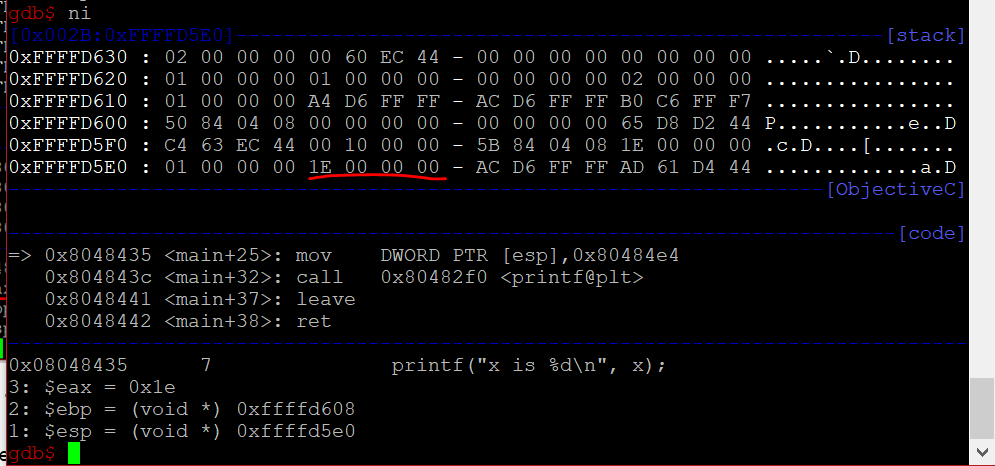 gdb$ ni
[0x002B:0xFFFFD5E0] [stack]
0xFFFFD630 : 02 00 00 00 00 60 EC 44 - 00 00 00 00 00 00 00 00 .....`.D........
0xFFFFD620 : 01 00 00 00 01 00 00 00 - 00 00 00 00 02 00 00 00 ................
0xFFFFD610 : 01 00 00 00 A4 D6 FF FF - AC D6 FF FF B0 C6 FF F7 ................
0xFFFFD600 : 50 84 04 08 00 00 00 00 - 00 00 00 00 65 D8 D2 44 P...........e..D
0xFFFFD5F0 : C4 63 EC 44 00 10 00 00 - 5B 84 04 08 1E 00 00 00 .c.D....[.......
0xFFFFD5E0 : 01 00 00 00 1E 00 00 00 - AC D6 FF FF AD 61 D4 44 .............a.D
[ObjectiveC]
[code]
=> 0x8048435 <main+25>: mov    DWORD PTR [esp],0x80484e4
0x804843c <main+32>: call   0x80482f0 <printf@plt>
0x8048441 <main+37>: leave
0x8048442 <main+38>: ret
0x08048435 7 printf("x is %d\n", x);
3: $eax = 0x1e
2: $ebp = (void *) 0xffffd608
1: $esp = (void *) 0xffffd5e0
gdb$